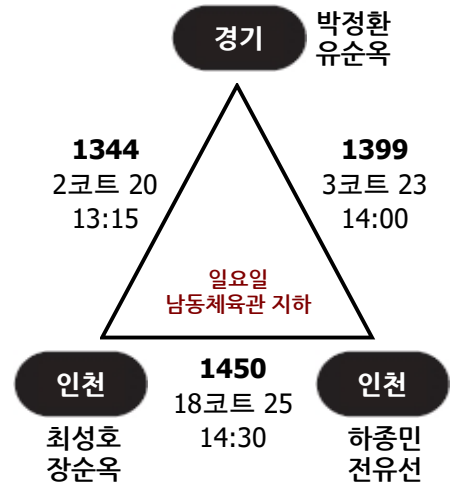 경기
박정환
유순옥
1344
2코트 20
13:15
1399
3코트 23
14:00
일요일
남동체육관 지하
인천
최성호
장순옥
1450
18코트 25
14:30
인천
하종민
전유선